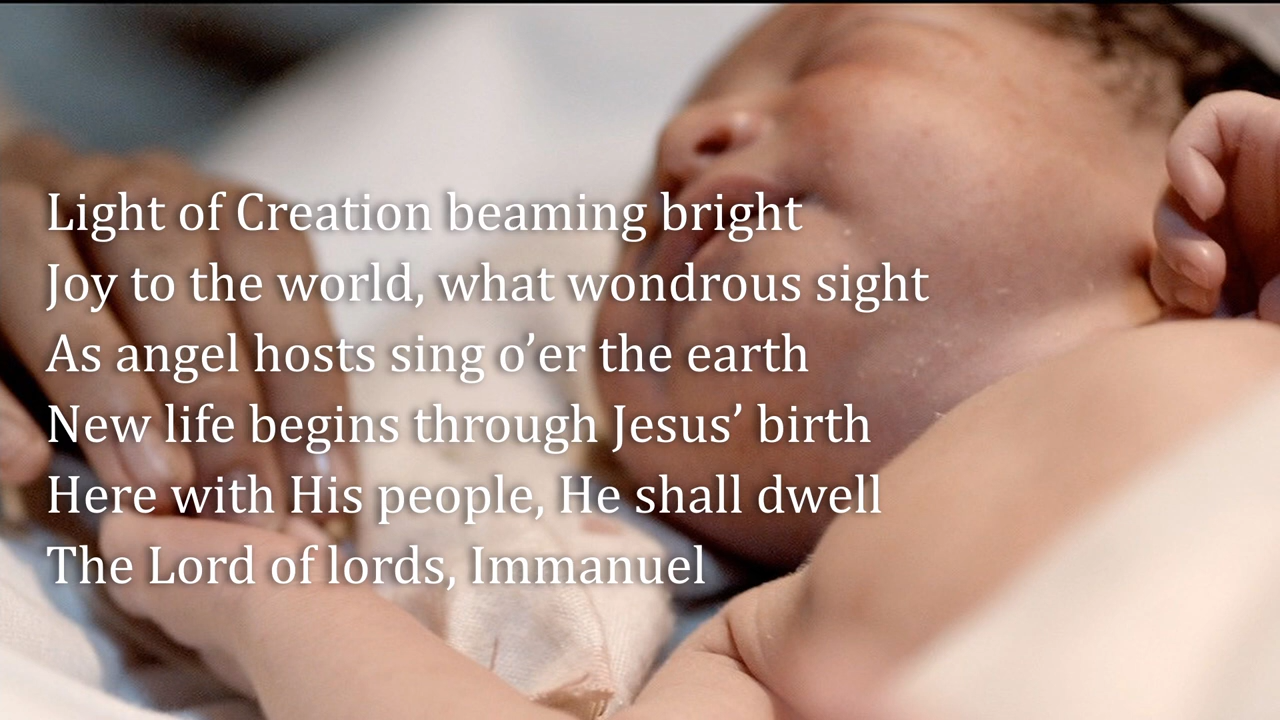 Light of Creation beaming bright
Joy to the world, what wondrous sight
As angel hosts sing o’er the earth
New life begins through Jesus’ birth
Here with His people, He shall dwell
The Lord of lords, Immanuel